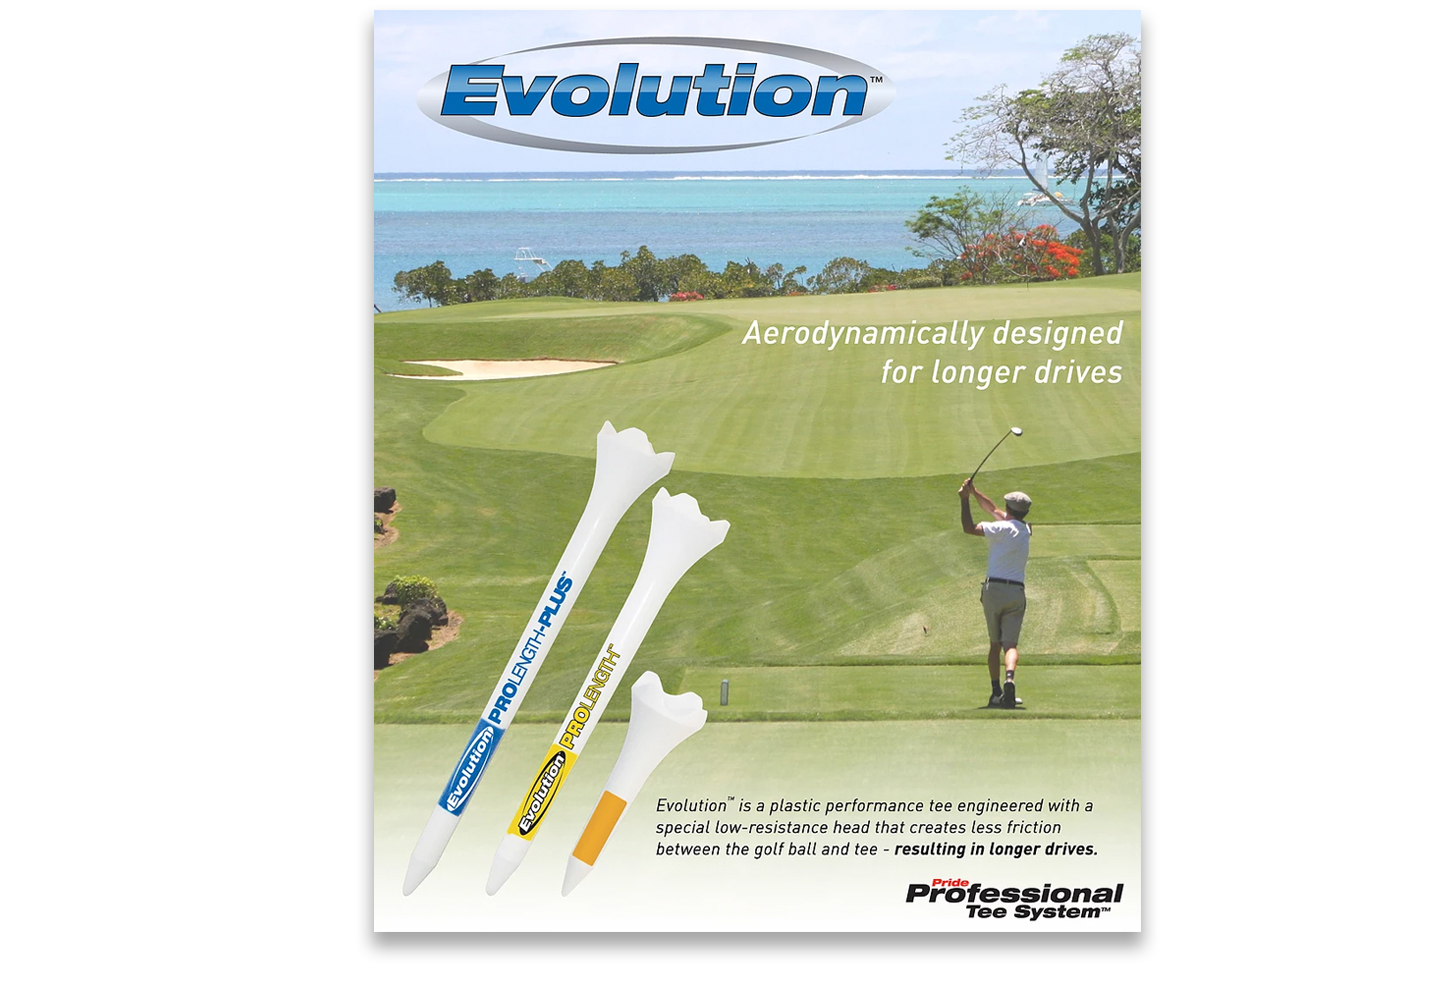 Evolution™
Aerodynamically designed
for longer drives
PROLENGTH-PLUS™
Evolution
PROLENGTH™
Evolution
Evolution™ is a plastic performance tee engineered with a
special low-resistance head that creates less friction
between the golf ball and tee - resulting in longer drives.
Pride
Professional
Tee System™